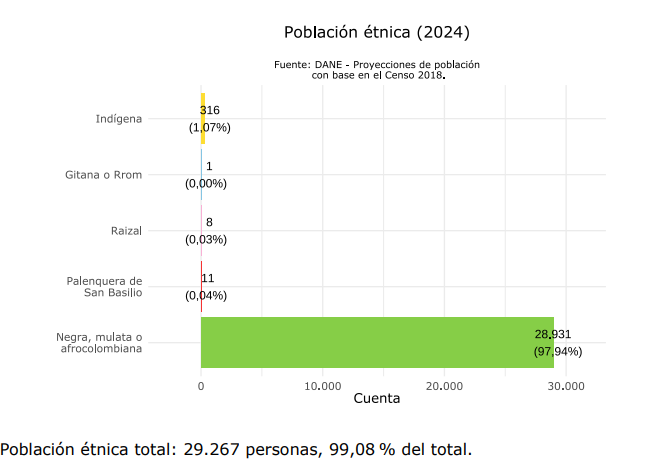 Población étnica (2024)
Fuente: DANE - Proyecciones de población
con base en el Censo 2018.
Indígena
316
(1,07%)
Gitana o Rrom
1
(0,00%)
Raizal
8
(0,03%)
Palenquera de
San Basilio
11
(0,04%)
Negra, mulata o
afrocolombiana
28.931
(97,94%)
0
10.000
20.000
30.000
Cuenta
Población étnica total: 29.267 personas, 99,08 % del total.